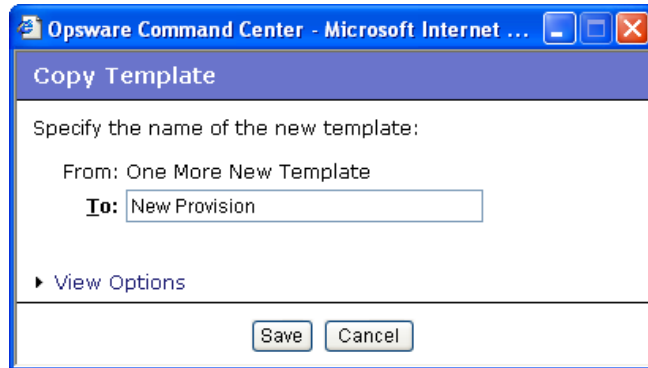 Opsware Command Center - Microsoft Internet ...
Copy Template
Specify the name of the new template:
From: One More New Template
To: New Provision
View Options
Save Cancel